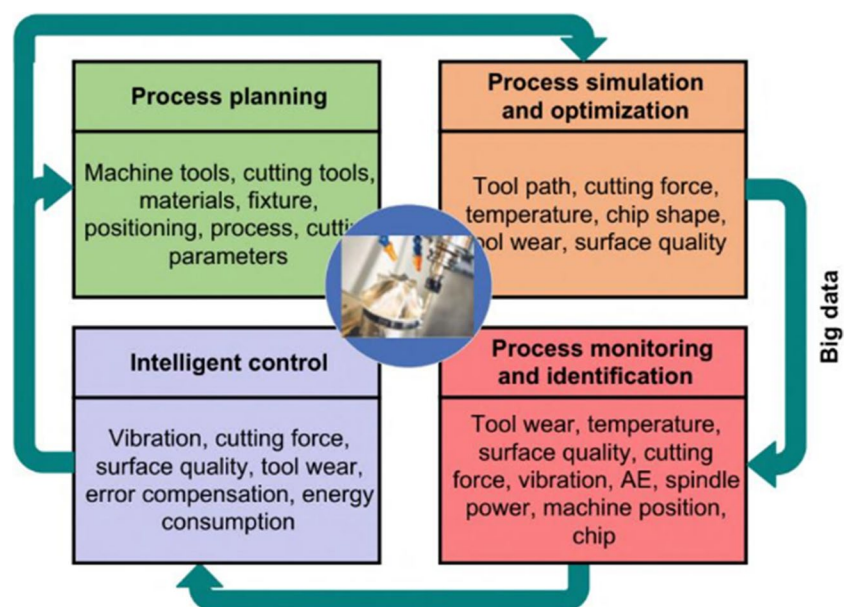 Process planning
Machine tools, cutting tools,
materials, fixture,
positioning, process,
parameters
Process simulation
and optimization
Tool path, cutting force,
temperature, chip shape,
wear, surface quality
Big data
Intelligent control
Vibration, cutting force,
surface quality, tool wear,
error compensation, energy
consumption
Process monitoring
and identification
Tool wear, temperature,
surface quality, cutting
force, vibration, AE, spindle
power, machine position,
chip